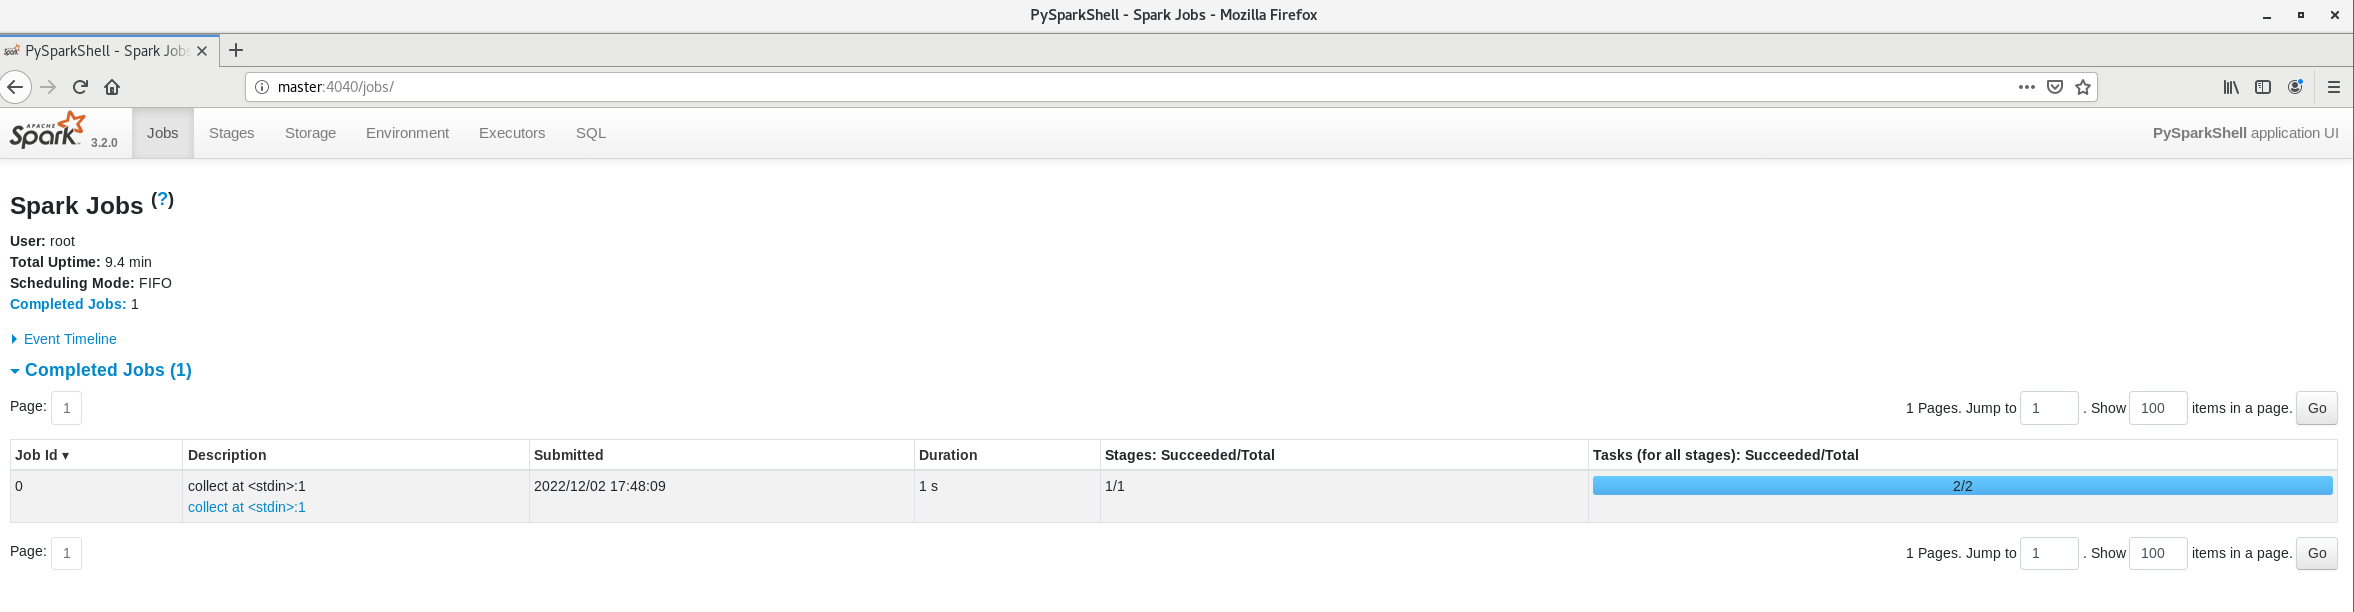 PySparkShell - Spark Jobs - Mozilla Firefox
PySparkShell - Spark Jobs
master:4040/jobs/
APACHE Spark 3.2.0 Jobs Stages Storage Environment Executors SQL PySparkShell application UI
Spark Jobs (?)
User: root
Total Uptime: 9.4 min
Scheduling Mode: FIFO
Completed Jobs: 1
Event Timeline
Completed Jobs (1)
Page: 1 1 Pages. Jump to 1 . Show 100 items in a page. Go
Job Id ▾ Description Submitted Duration Stages: Succeeded/Total Tasks (for all stages): Succeeded/Total
0 collect at <stdin>:1 2022/12/02 17:48:09 1 s 1/1 2/2
collect at <stdin>:1
Page: 1 1 Pages. Jump to 1 . Show 100 items in a page. Go